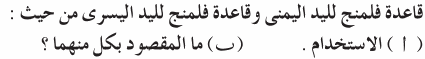 قاعدة فلمنج لليد اليمنى وقاعدة فلمنج لليد اليسرى من حيث :
( ا ) الاستخدام . (ب) ما المقصود بكل منهما ؟